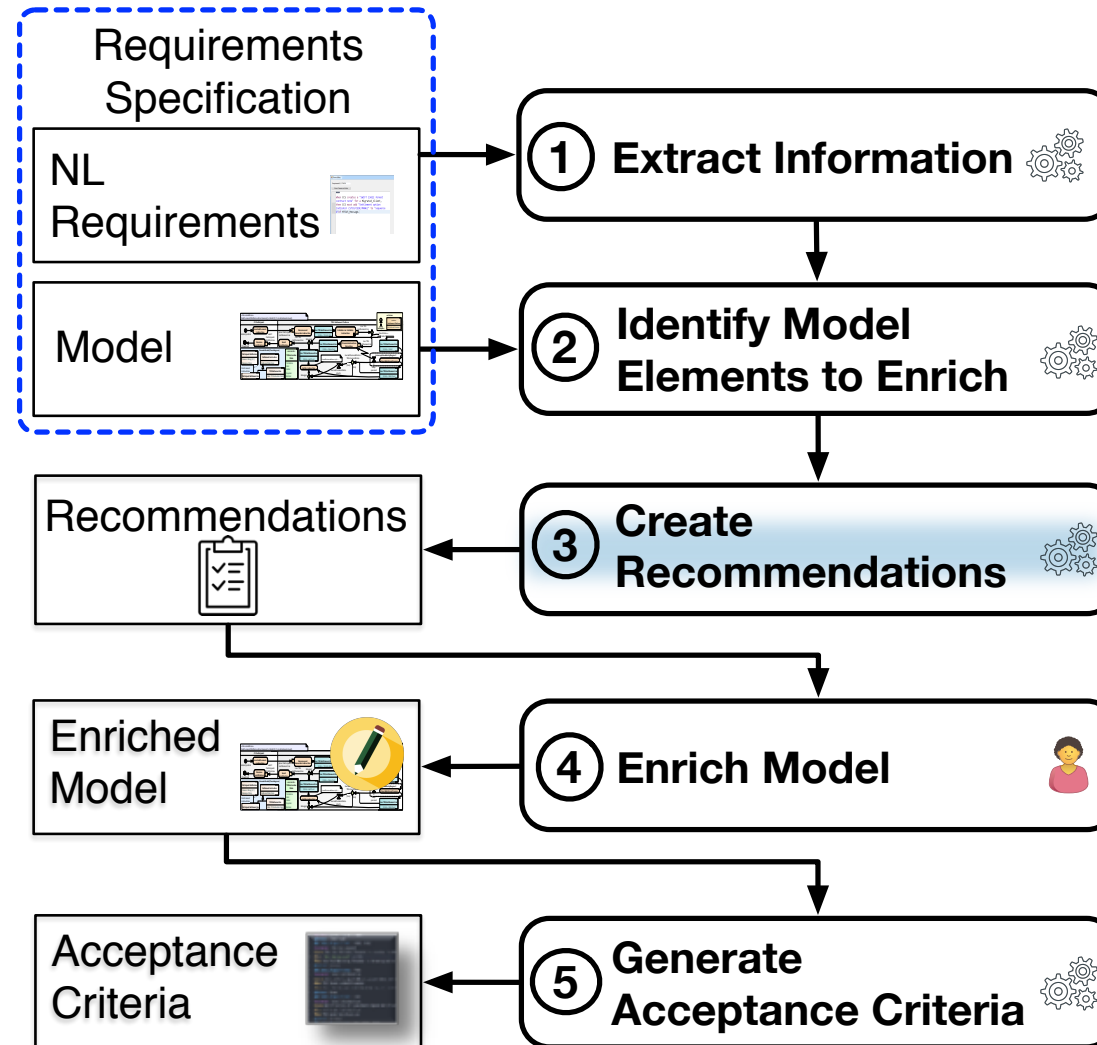 Requirements
Specification
NL
Requirements
1 Extract Information
Model
2 Identify Model
Elements to Enrich
Recommendations
3 Create
Recommendations
Enriched
Model
4 Enrich Model
Acceptance
Criteria
5 Generate
Acceptance Criteria